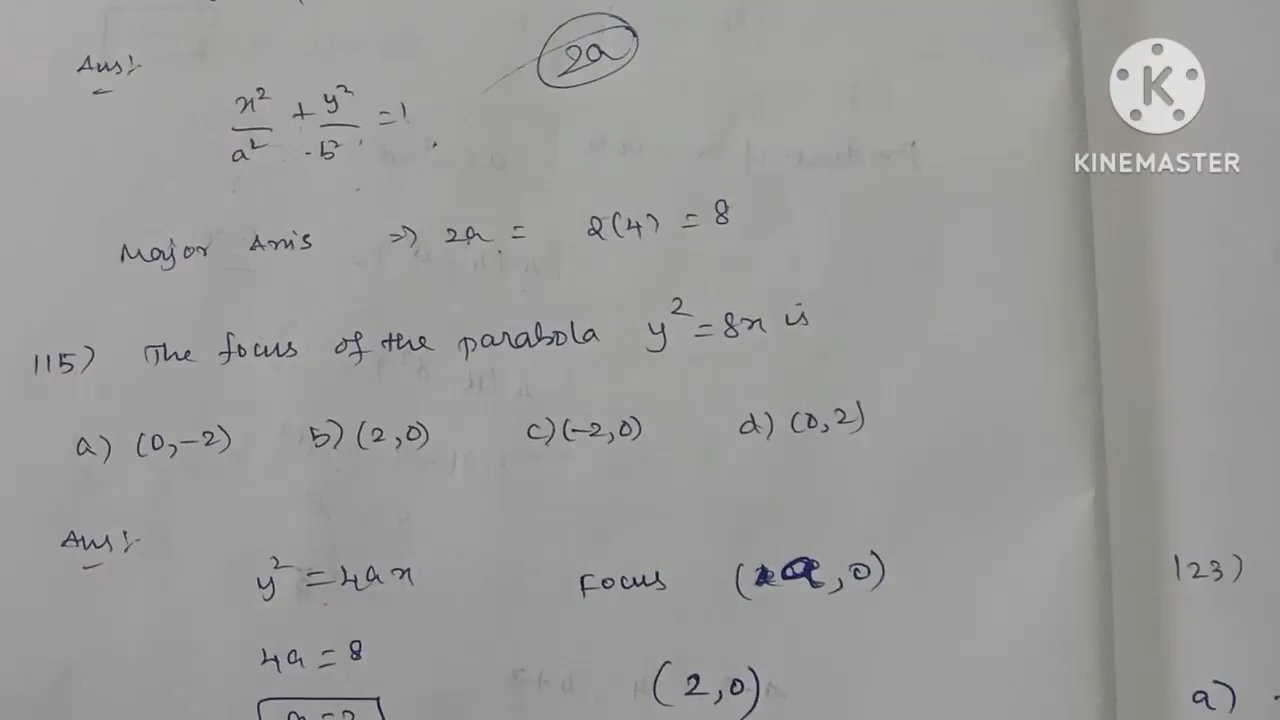 2a
Ans:
x²/a² + y²/b² = 1
Major Axis ⇒ 2a = 2(4) = 8
115) The focus of the parabola y² = 8x is
a) (0,-2) b) (2,0) c) (-2,0) d) (0,2)
Ans:
y² = 4ax Focus (a,0)
4a = 8
a = 2 (2,0)
123)
a)
K
KINEMASTER